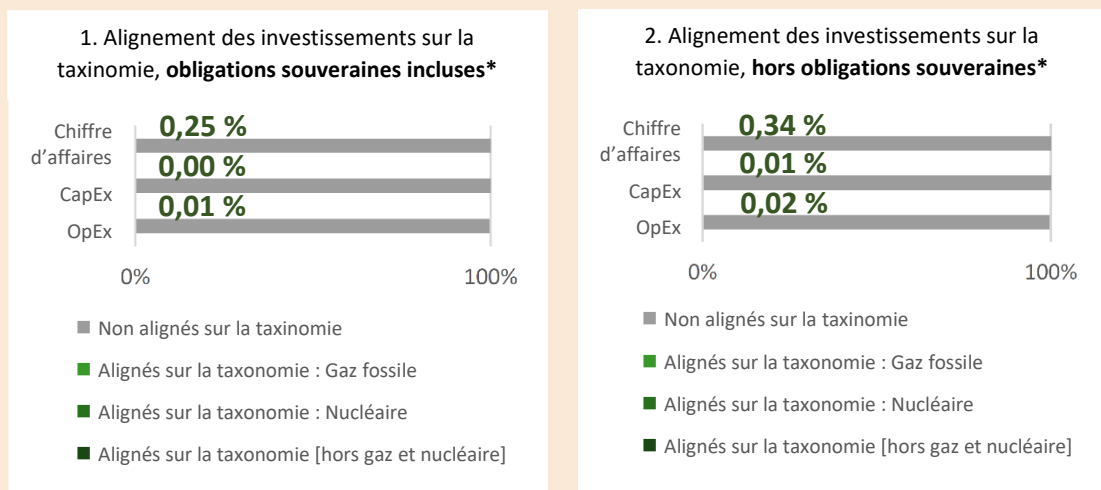 1. Alignement des investissements sur la
taxinomie, obligations souveraines incluses*
0,25 %
Chiffre
d’affaires
0,00 %
CapEx
0,01 %
OpEx
0%
100%
Non alignés sur la taxinomie
Alignés sur la taxonomie : Gaz fossile
Alignés sur la taxonomie : Nucléaire
Alignés sur la taxonomie [hors gaz et nucléaire]
2. Alignement des investissements sur la
taxonomie, hors obligations souveraines*
0,34 %
Chiffre
d’affaires
0,01 %
CapEx
0,02 %
OpEx
0%
100%
Non alignés sur la taxinomie
Alignés sur la taxonomie : Gaz fossile
Alignés sur la taxonomie : Nucléaire
Alignés sur la taxonomie [hors gaz et nucléaire]